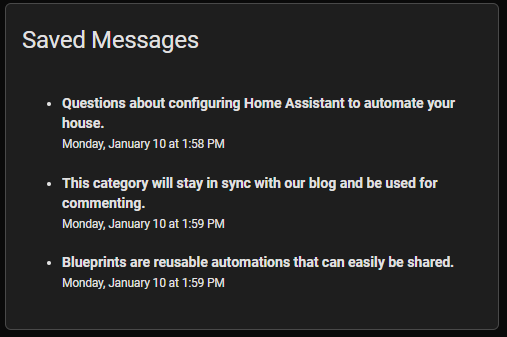 Saved Messages
Questions about configuring Home Assistant to automate your
house.
Monday, January 10 at 1:58 PM
This category will stay in sync with our blog and be used for
commenting.
Monday, January 10 at 1:59 PM
Blueprints are reusable automations that can easily be shared.
Monday, January 10 at 1:59 PM